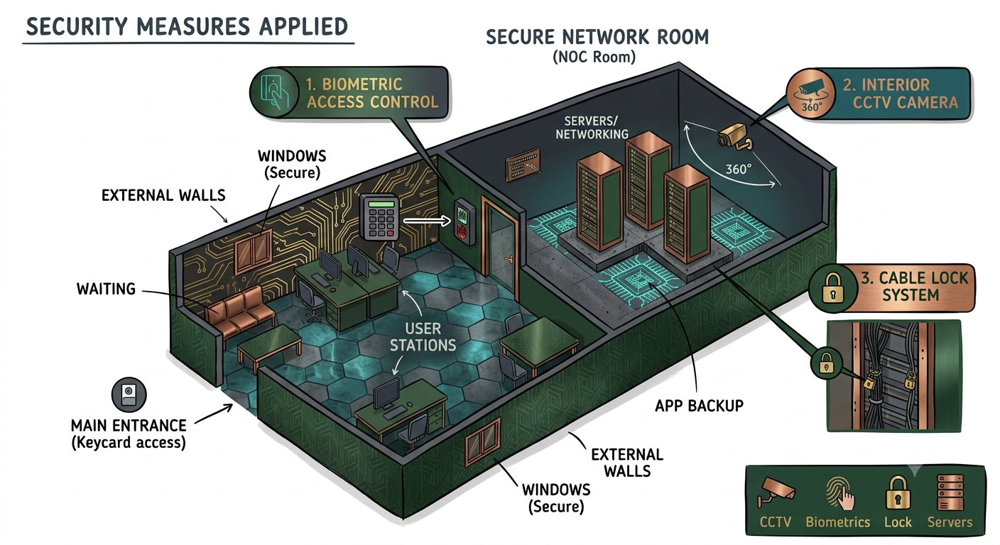 SECURITY MEASURES APPLIED
SECURE NETWORK ROOM
(NOC Room)
1. BIOMETRIC
ACCESS CONTROL
2. INTERIOR
CCTV CAMERA
360°
SERVERS/
NETWORKING
360°
WINDOWS
(Secure)
EXTERNAL WALLS
WAITING
USER
STATIONS
3. CABLE LOCK
SYSTEM
MAIN ENTRANCE
(Keycard access)
APP BACKUP
EXTERNAL
WALLS
WINDOWS
(Secure)
CCTV
Biometrics
Lock
Servers